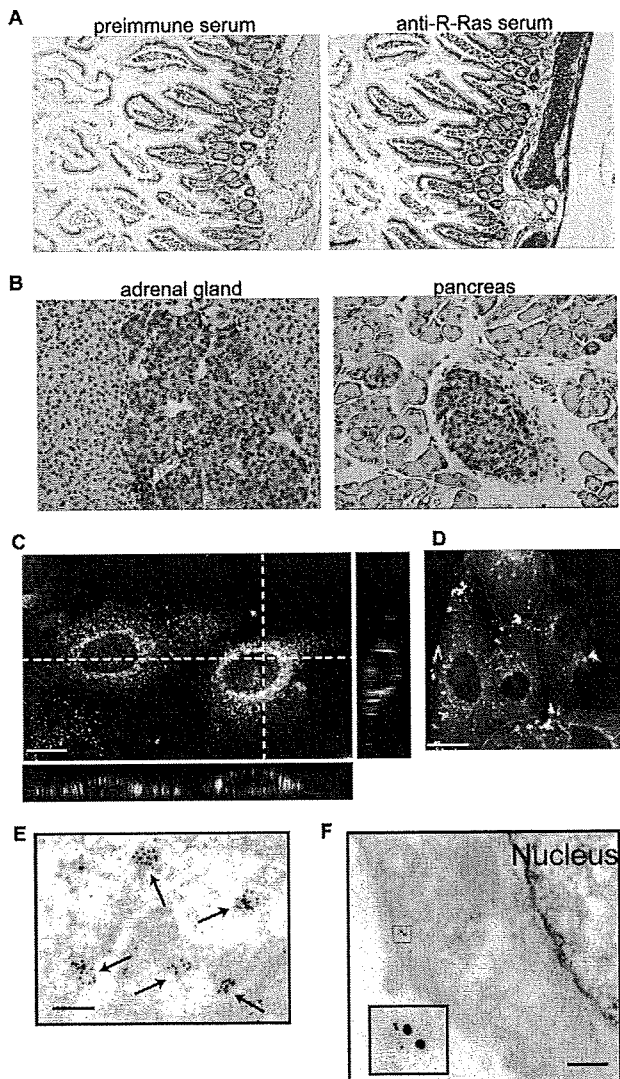 A
preimmune serum
anti-R-Ras serum
B
adrenal gland
pancreas
C
D
E
F
Nucleus